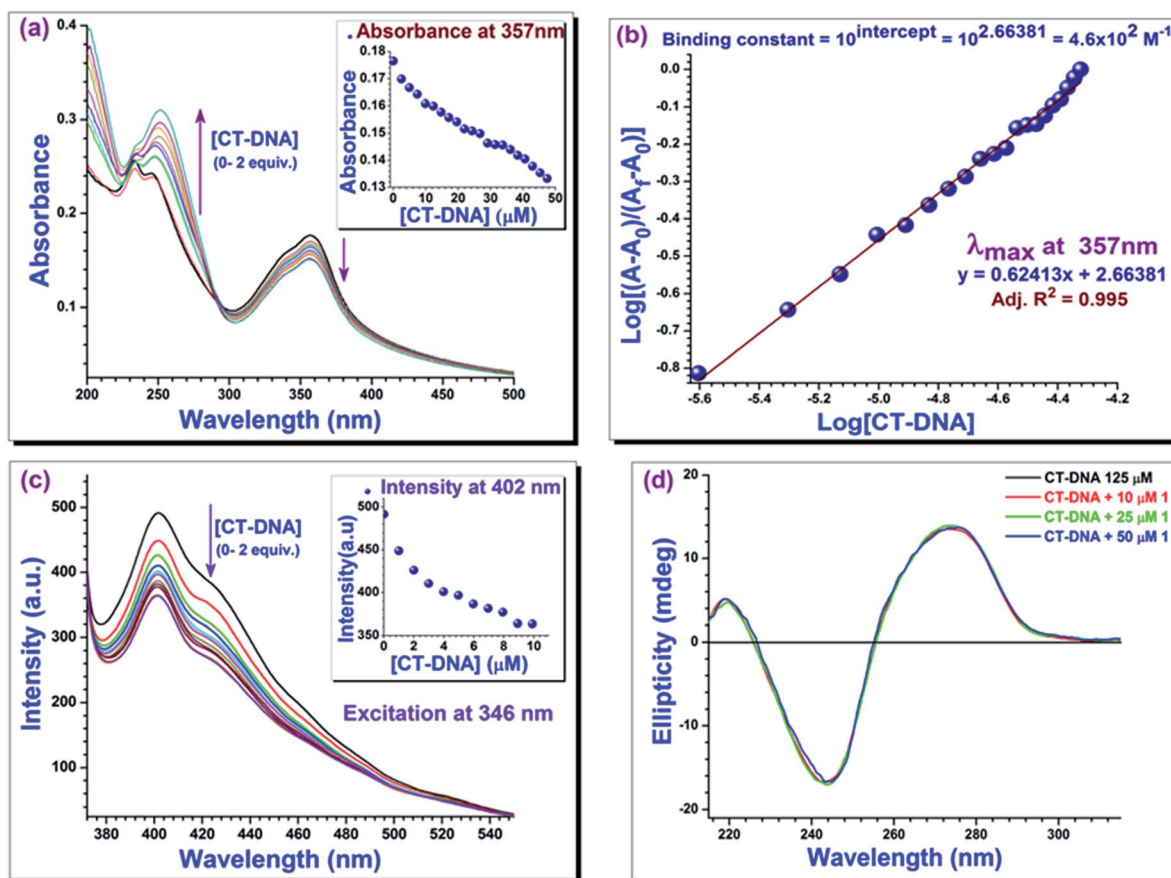 (a)
0.4
0.3
0.2
0.1
Absorbance
[CT-DNA]
(0- 2 equiv.)
200 250 300 350 400 450 500
Wavelength (nm)
Absorbance at 357nm
0.18
0.17
0.16
0.15
0.14
0.13
Absorbance
0 10 20 30 40 50
[CT-DNA] (μM)
(b)
Binding constant = 10^intercept = 10^2.66381 = 4.6x10^2 M^-1
0.0
-0.1
-0.2
-0.3
-0.4
-0.5
-0.6
-0.7
-0.8
Log[(A-A₀)/(A_f-A₀)]
λmax at 357nm
y = 0.62413x + 2.66381
Adj. R² = 0.995
-5.6 -5.4 -5.2 -5.0 -4.8 -4.6 -4.4 -4.2
Log[CT-DNA]
(c)
500
400
300
200
100
Intensity (a.u.)
[CT-DNA]
(0- 2 equiv.)
Intensity at 402 nm
500
450
400
350
Intensity(a.u)
0 2 4 6 8 10
[CT-DNA] (μM)
Excitation at 346 nm
380 400 420 440 460 480 500 520 540
Wavelength (nm)
(d)
20
10
0
-10
-20
Ellipticity (mdeg)
CT-DNA 125 μM
CT-DNA + 10 μM 1
CT-DNA + 25 μM 1
CT-DNA + 50 μM 1
220 240 260 280 300
Wavelength (nm)